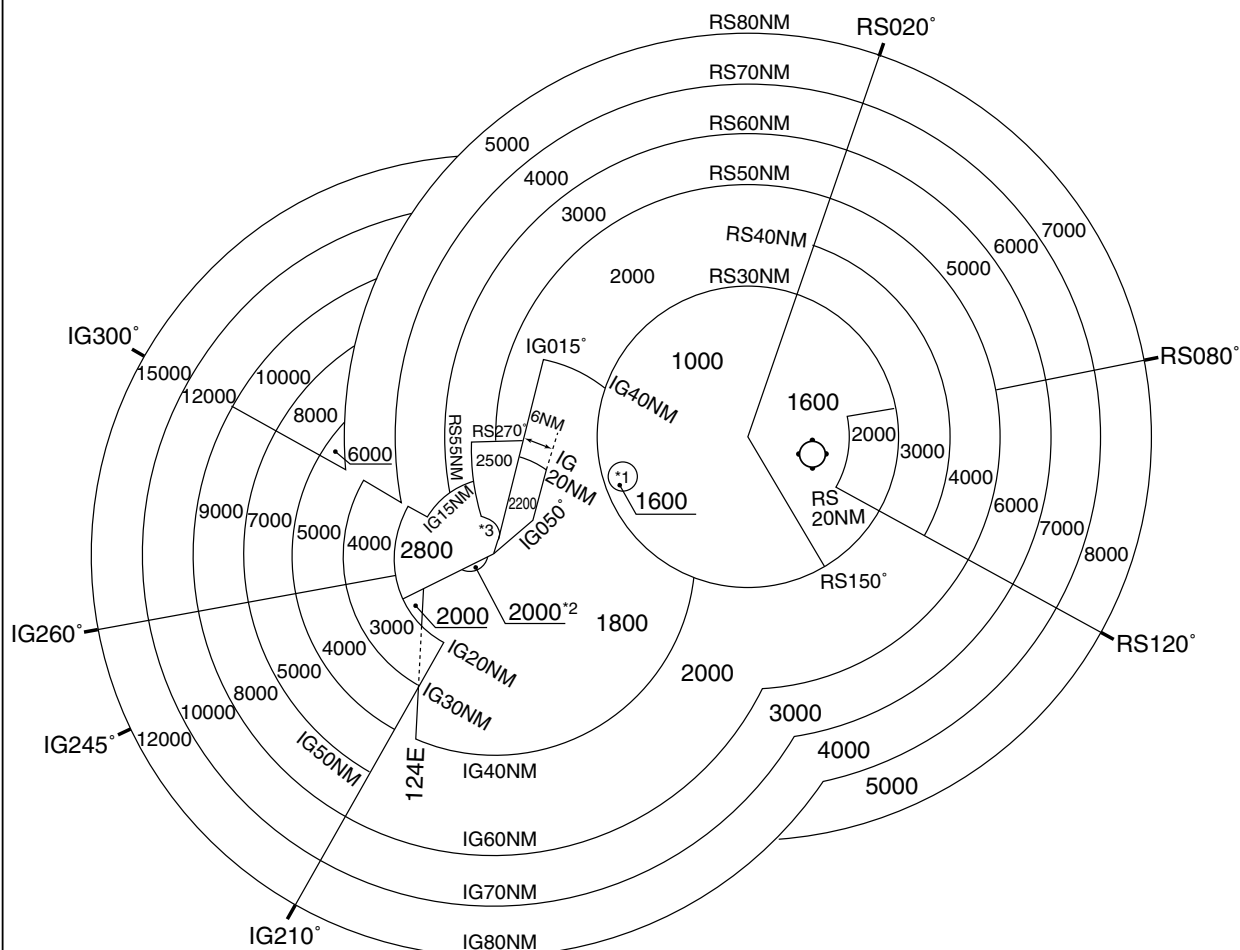 RS80NM
RS020°
RS70NM
RS60NM
5000
4000
RS50NM
3000
7000
RS40NM
6000
5000
2000
RS30NM
IG300°
IG015°
RS080°
1000
15000
10000
12000
IG40NM
1600
8000
6NM
RS55NM
RS270°
2000
3000
6000
2500
IG
20NM
*1
4000
1600
RS
20NM
IG15NM
2200
9000
7000
5000
4000
2800
*3
IG050°
6000
7000
8000
RS150°
2000
2000*2
1800
IG260°
3000
RS120°
4000
IG20NM
5000
2000
8000
IG30NM
10000
3000
IG245°
12000
IG50NM
4000
124E
IG40NM
5000
IG60NM
IG70NM
IG210°
IG80NM